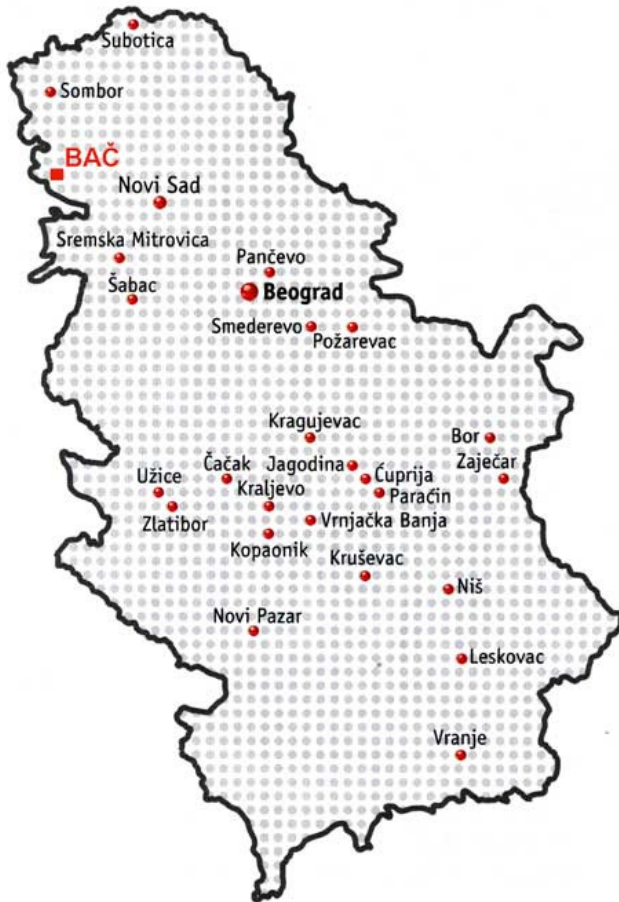 Subotica
Sombor
BAČ
Novi Sad
Sremska Mitrovica
Pančevo
Šabac
Beograd
Smederevo
Požarevac
Kragujevac
Bor
Čačak
Jagodina
Ćuprija
Zaječar
Užice
Kraljevo
Paraćin
Zlatibor
Vrnjačka Banja
Kopaonik
Kruševac
Niš
Novi Pazar
Leskovac
Vranje